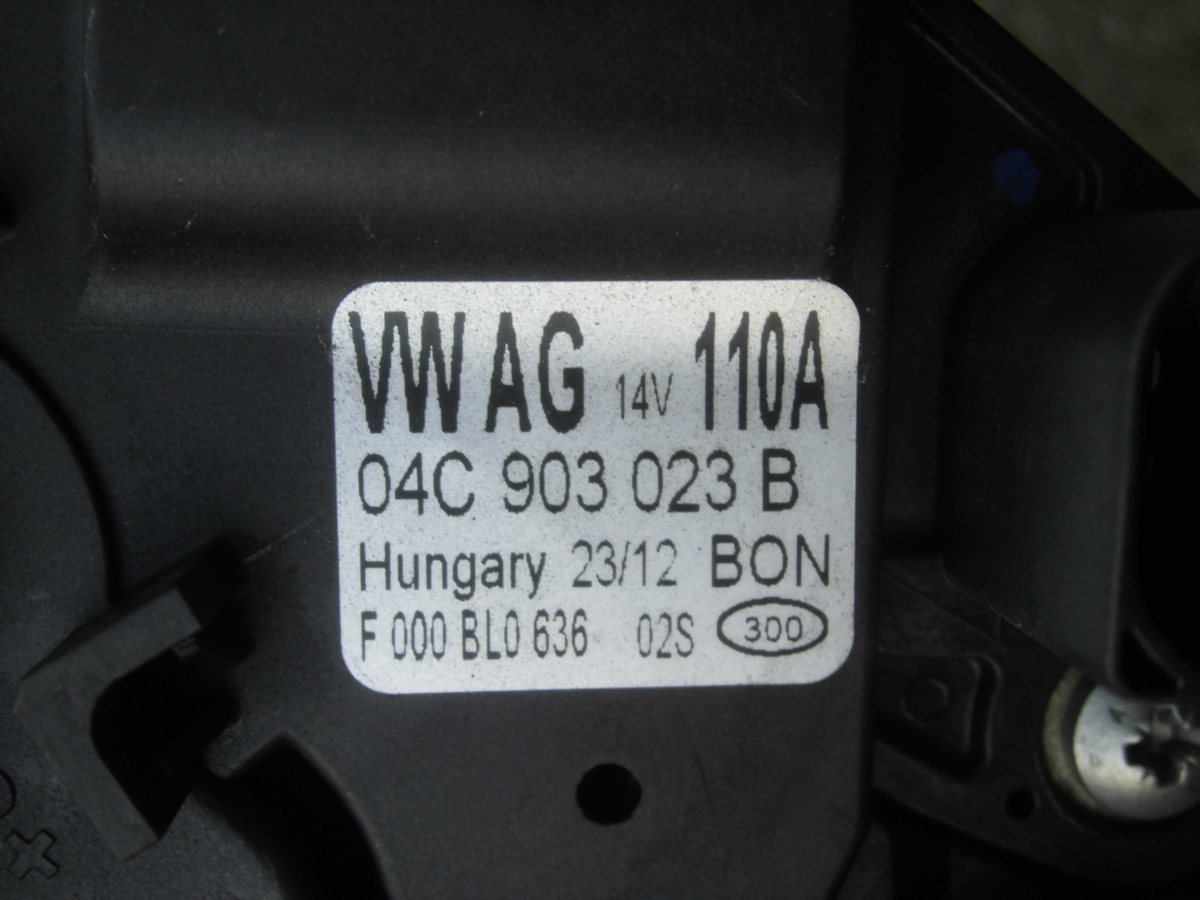 VW AG 14V 110A
04C 903 023 B
Hungary 23/12 BON
F 000 BL0 636 02S 300